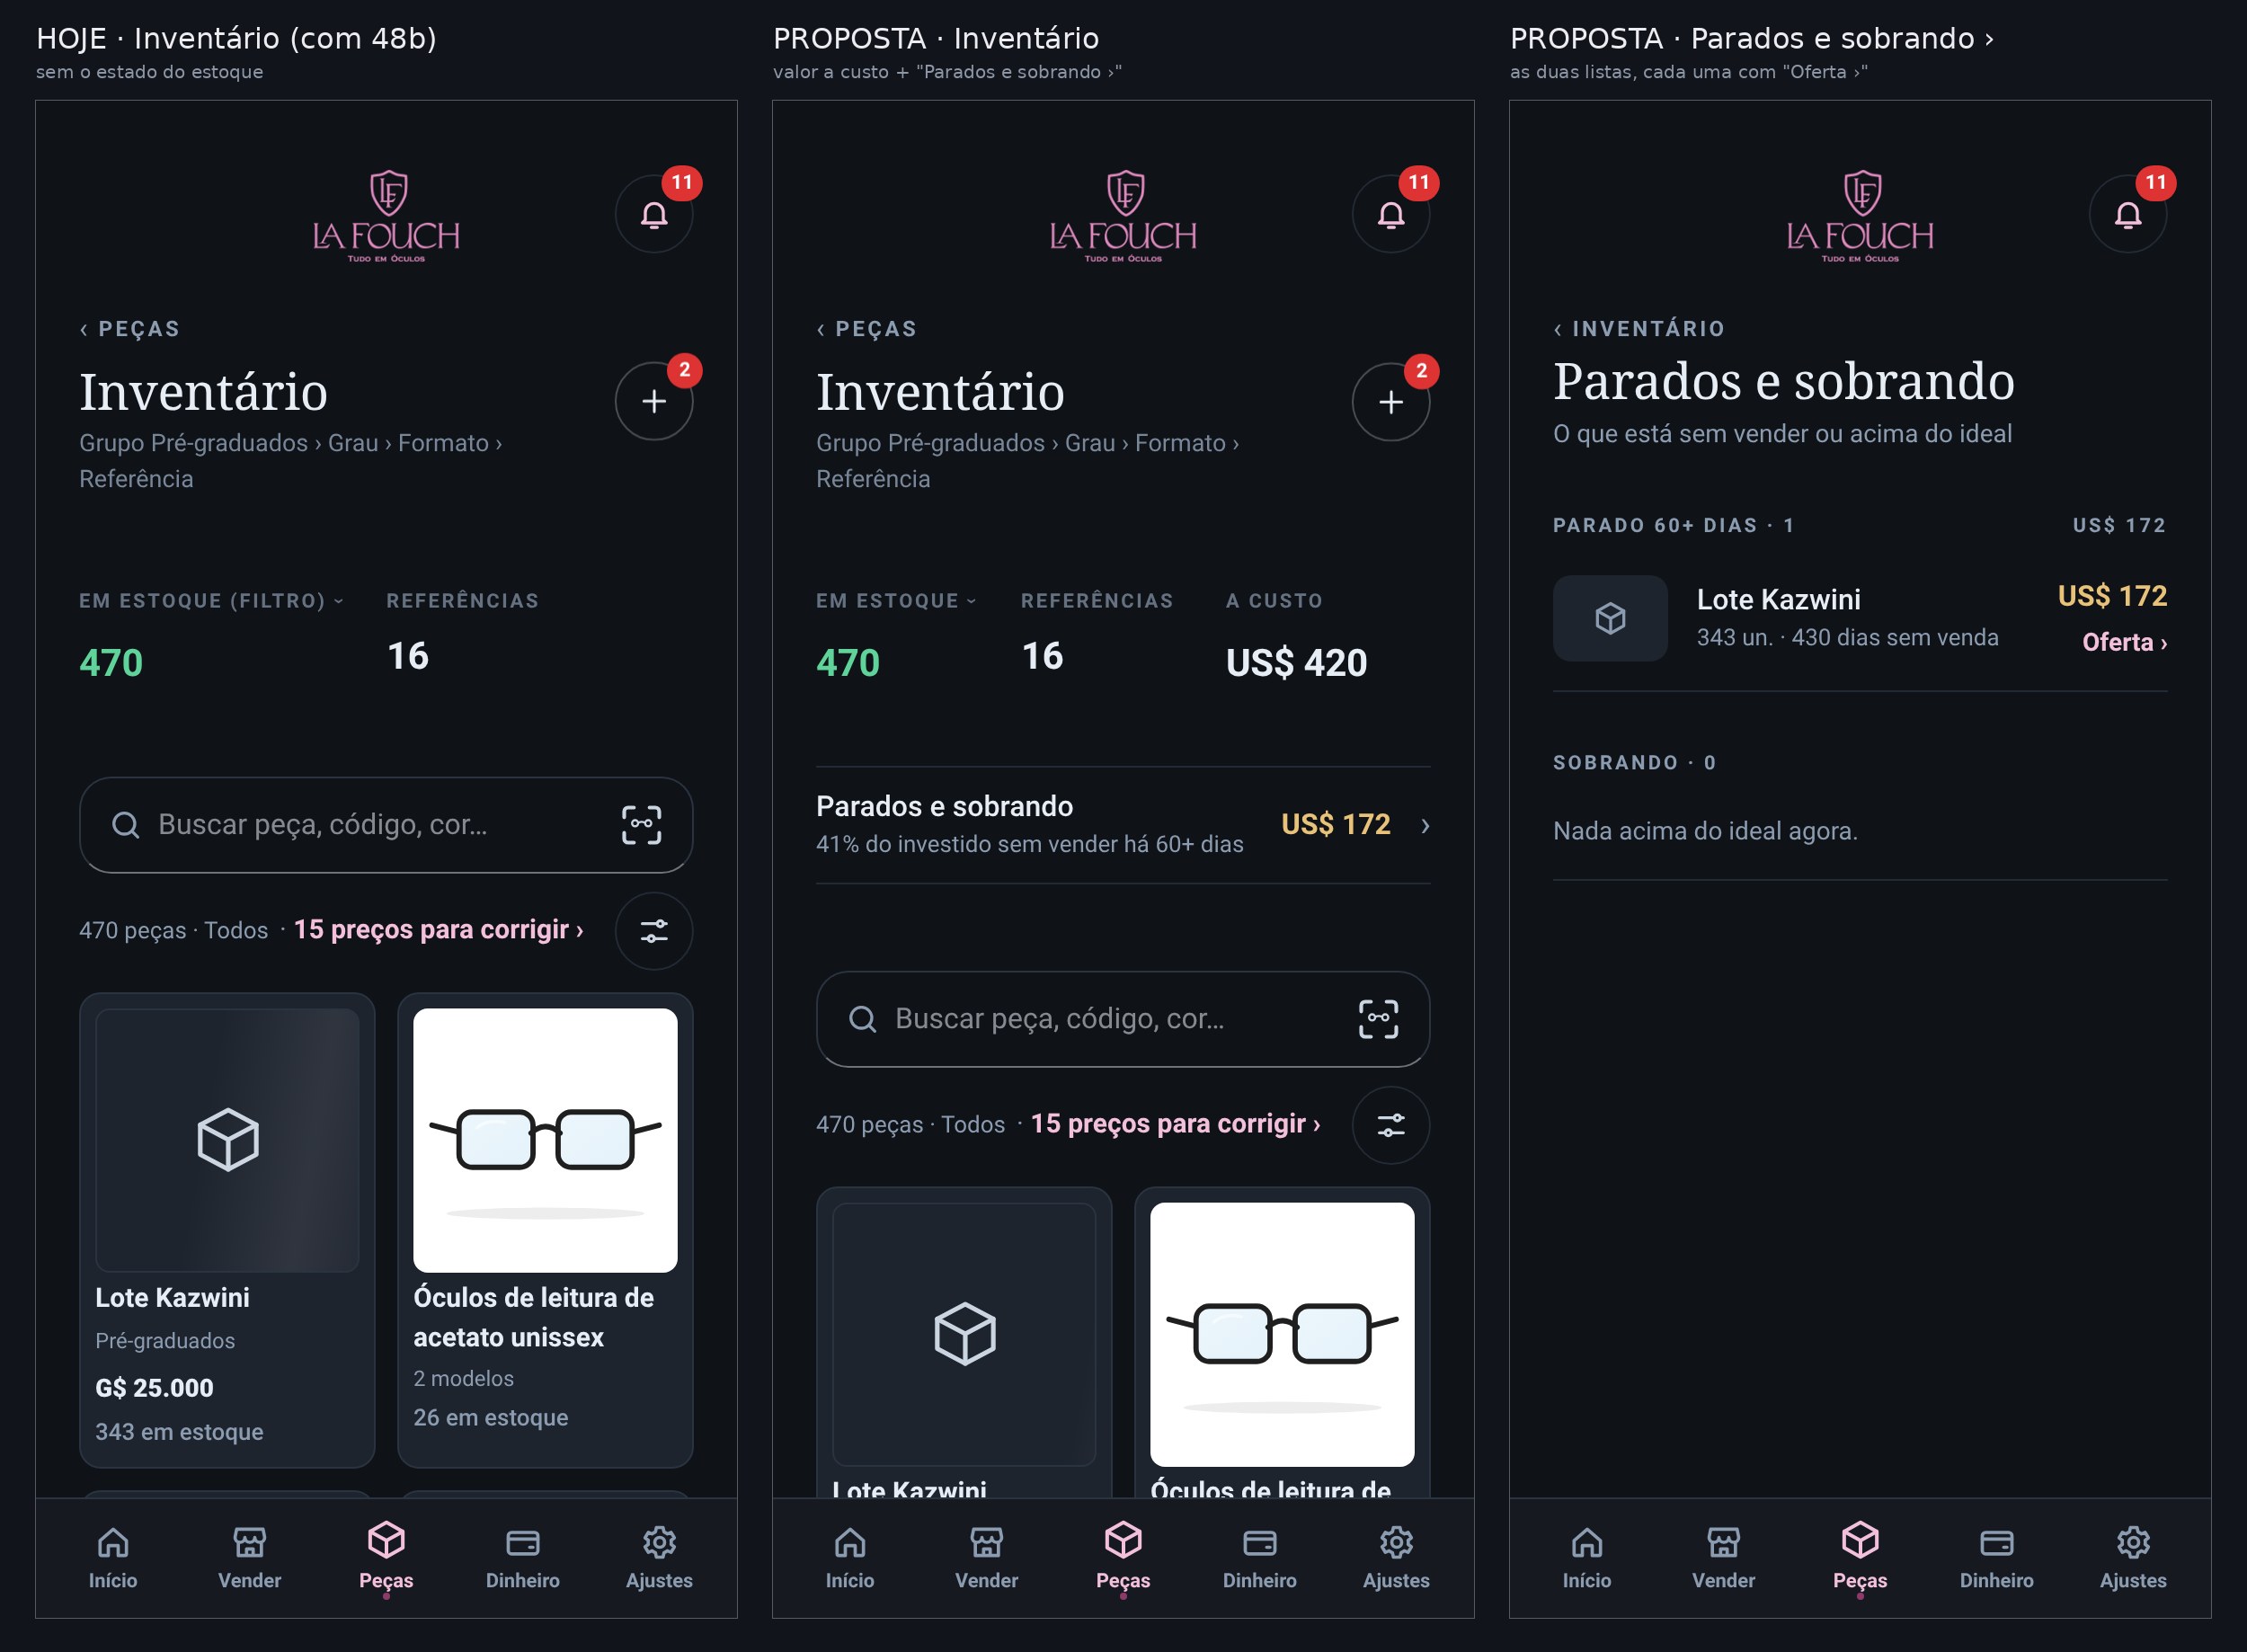 HOJE · Inventário (com 48b)
sem o estado do estoque
LF
LA FOUCH
TUDO EM ÓCULOS
11
‹ PEÇAS
Inventário
2
Grupo Pré-graduados › Grau › Formato ›
Referência
EM ESTOQUE (FILTRO)
REFERÊNCIAS
470
16
Buscar peça, código, cor...
470 peças · Todos · 15 preços para corrigir ›
Lote Kazwini
Pré-graduados
G$ 25.000
343 em estoque
Óculos de leitura de
acetato unissex
2 modelos
26 em estoque
Início
Vender
Peças
Dinheiro
Ajustes
PROPOSTA · Inventário
valor a custo + "Parados e sobrando ›"
LF
LA FOUCH
TUDO EM ÓCULOS
11
‹ PEÇAS
Inventário
2
Grupo Pré-graduados › Grau › Formato ›
Referência
EM ESTOQUE
REFERÊNCIAS
A CUSTO
470
16
US$ 420
Parados e sobrando
41% do investido sem vender há 60+ dias
US$ 172 ›
Buscar peça, código, cor...
470 peças · Todos · 15 preços para corrigir ›
Lote Kazwini
Óculos de leitura de
Início
Vender
Peças
Dinheiro
Ajustes
PROPOSTA · Parados e sobrando ›
as duas listas, cada uma com "Oferta ›"
LF
LA FOUCH
TUDO EM ÓCULOS
11
‹ INVENTÁRIO
Parados e sobrando
O que está sem vender ou acima do ideal
PARADO 60+ DIAS · 1
US$ 172
Lote Kazwini
343 un. · 430 dias sem venda
US$ 172
Oferta ›
SOBRANDO · 0
Nada acima do ideal agora.
Início
Vender
Peças
Dinheiro
Ajustes